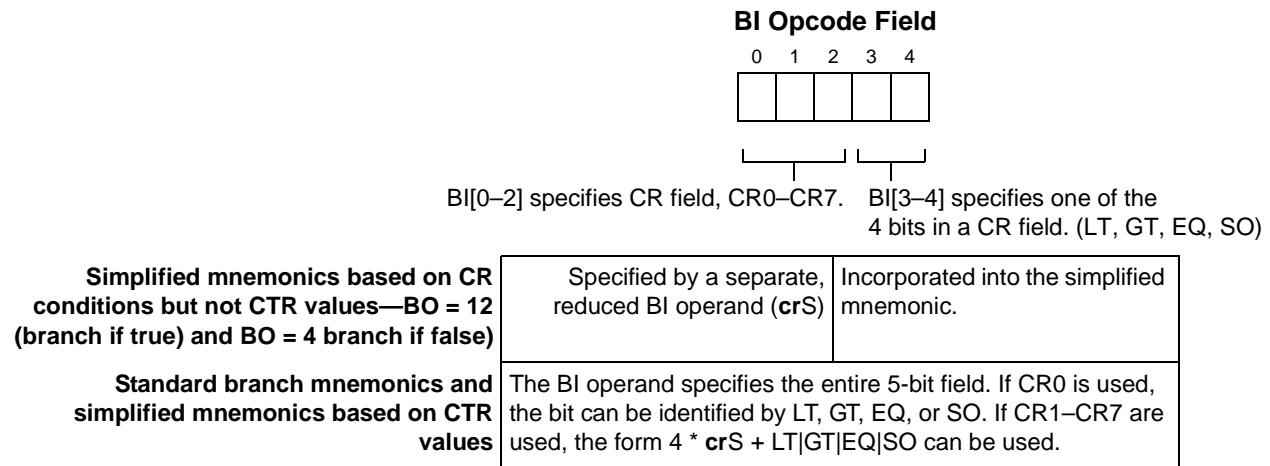 BI Opcode Field
0 1 2 3 4
BI[0–2] specifies CR field, CR0–CR7.
BI[3–4] specifies one of the
4 bits in a CR field. (LT, GT, EQ, SO)
Simplified mnemonics based on CR
conditions but not CTR values—BO = 12
(branch if true) and BO = 4 branch if false)
Specified by a separate,
reduced BI operand (crS)
Incorporated into the simplified
mnemonic.
Standard branch mnemonics and
simplified mnemonics based on CTR
values
The BI operand specifies the entire 5-bit field. If CR0 is used,
the bit can be identified by LT, GT, EQ, or SO. If CR1–CR7 are
used, the form 4 * crS + LT|GT|EQ|SO can be used.